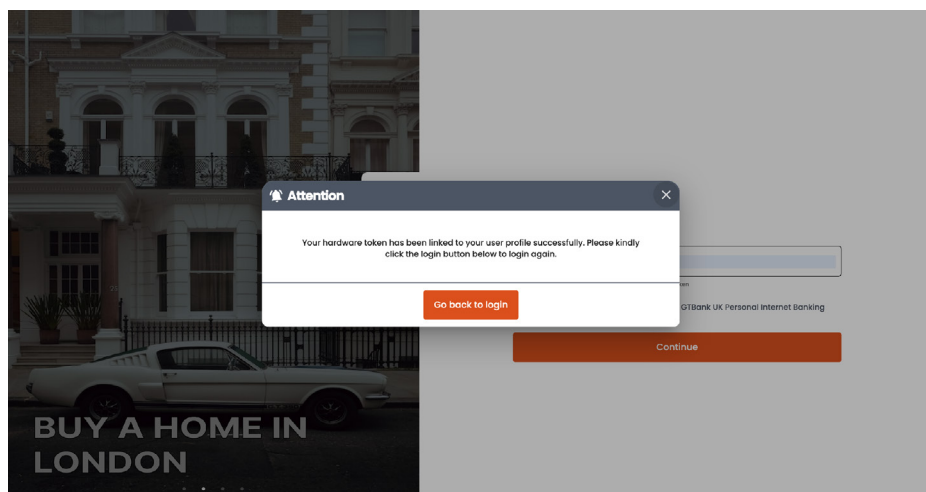 Attention
Your hardware token has been linked to your user profile successfully. Please kindly
click the login button below to login again.
Go back to login
GTBank UK Personal Internet Banking
Continue
BUY A HOME IN
LONDON